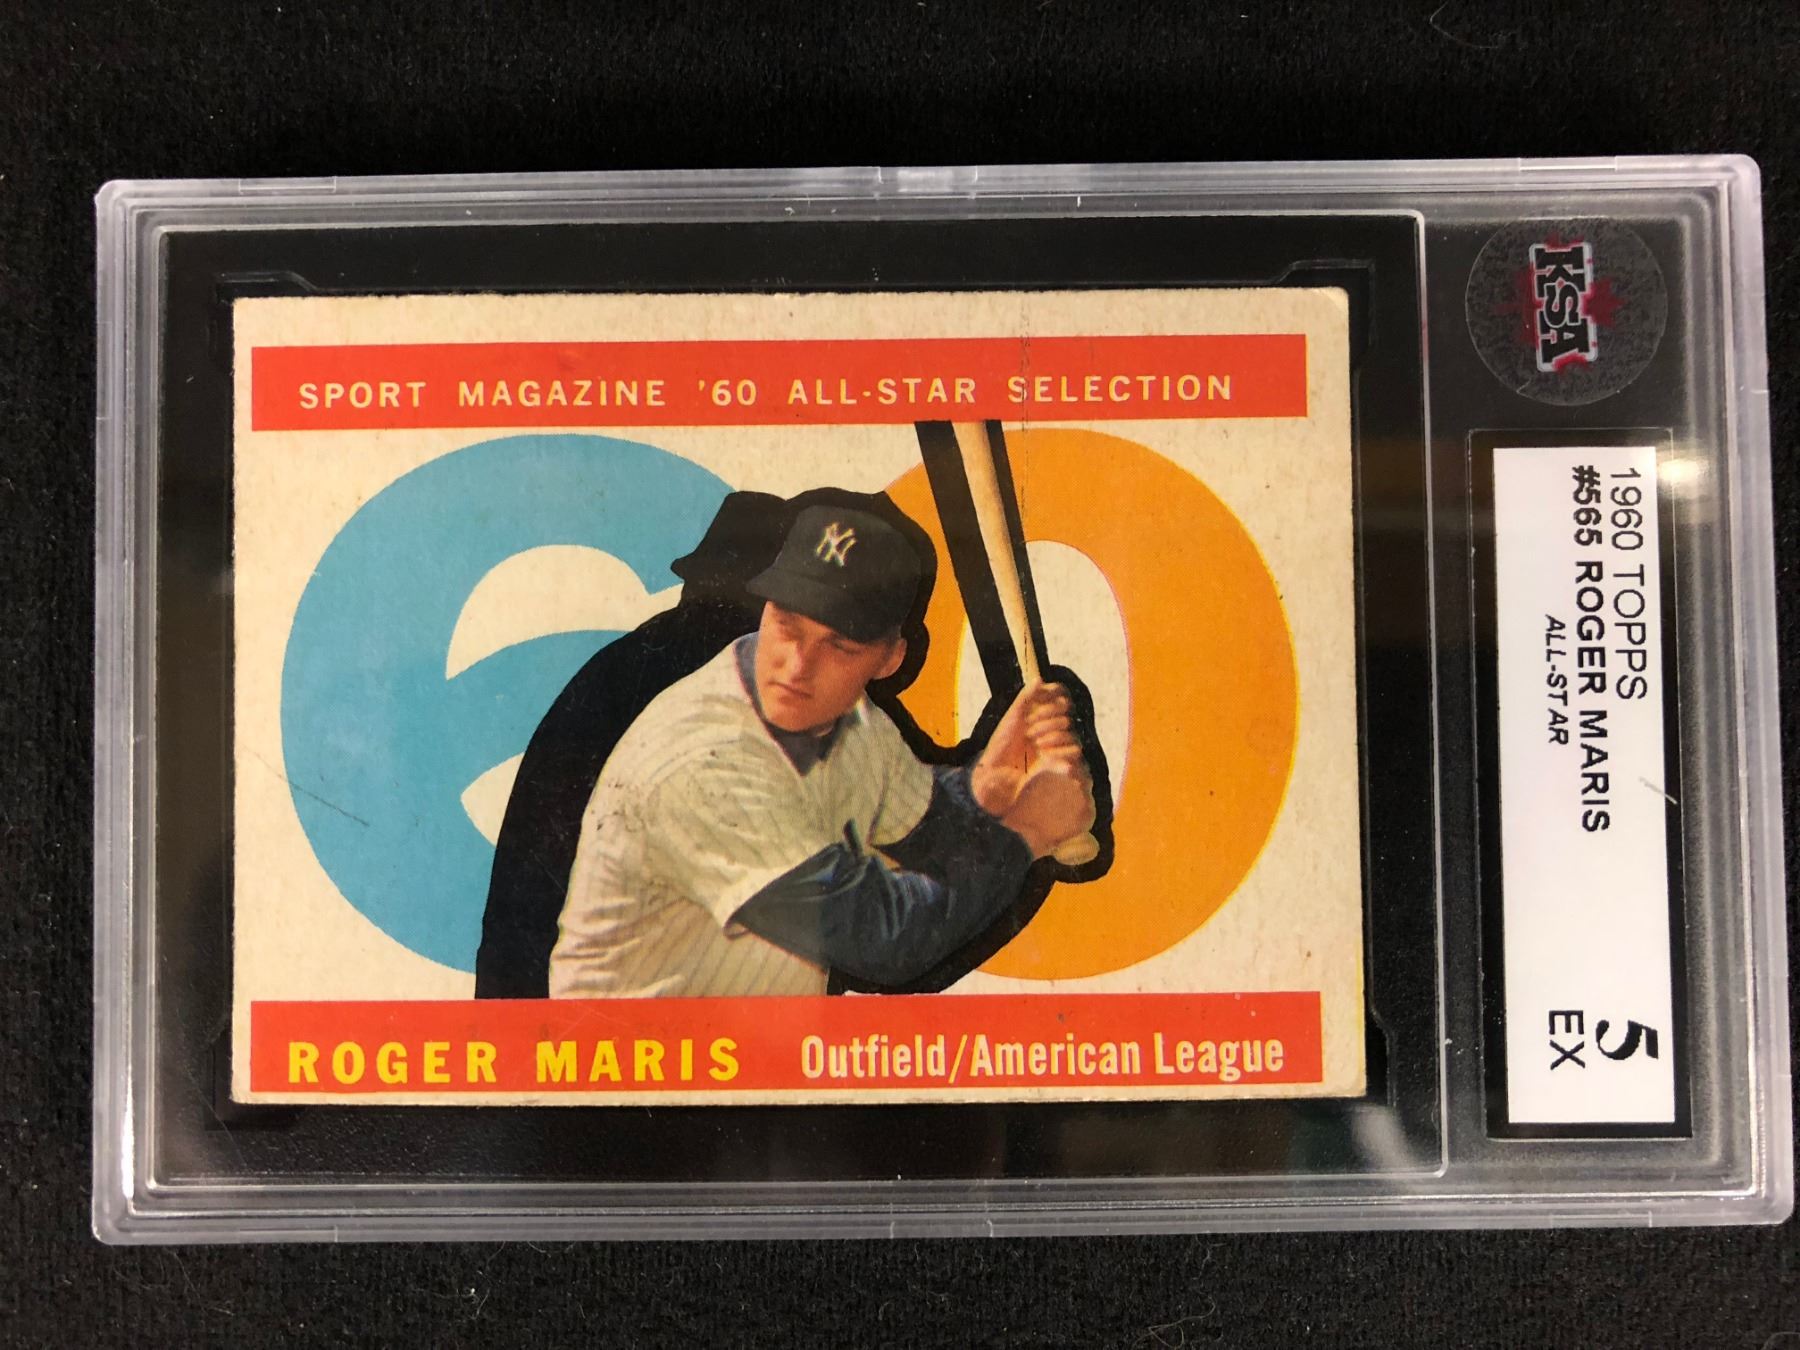 SPORT MAGAZINE '60 ALL-STAR SELECTION
60
NY
ROGER MARIS Outfield/American League
KSA
1960 TOPPS
#565 ROGER MARIS
ALL-STAR
5
EX